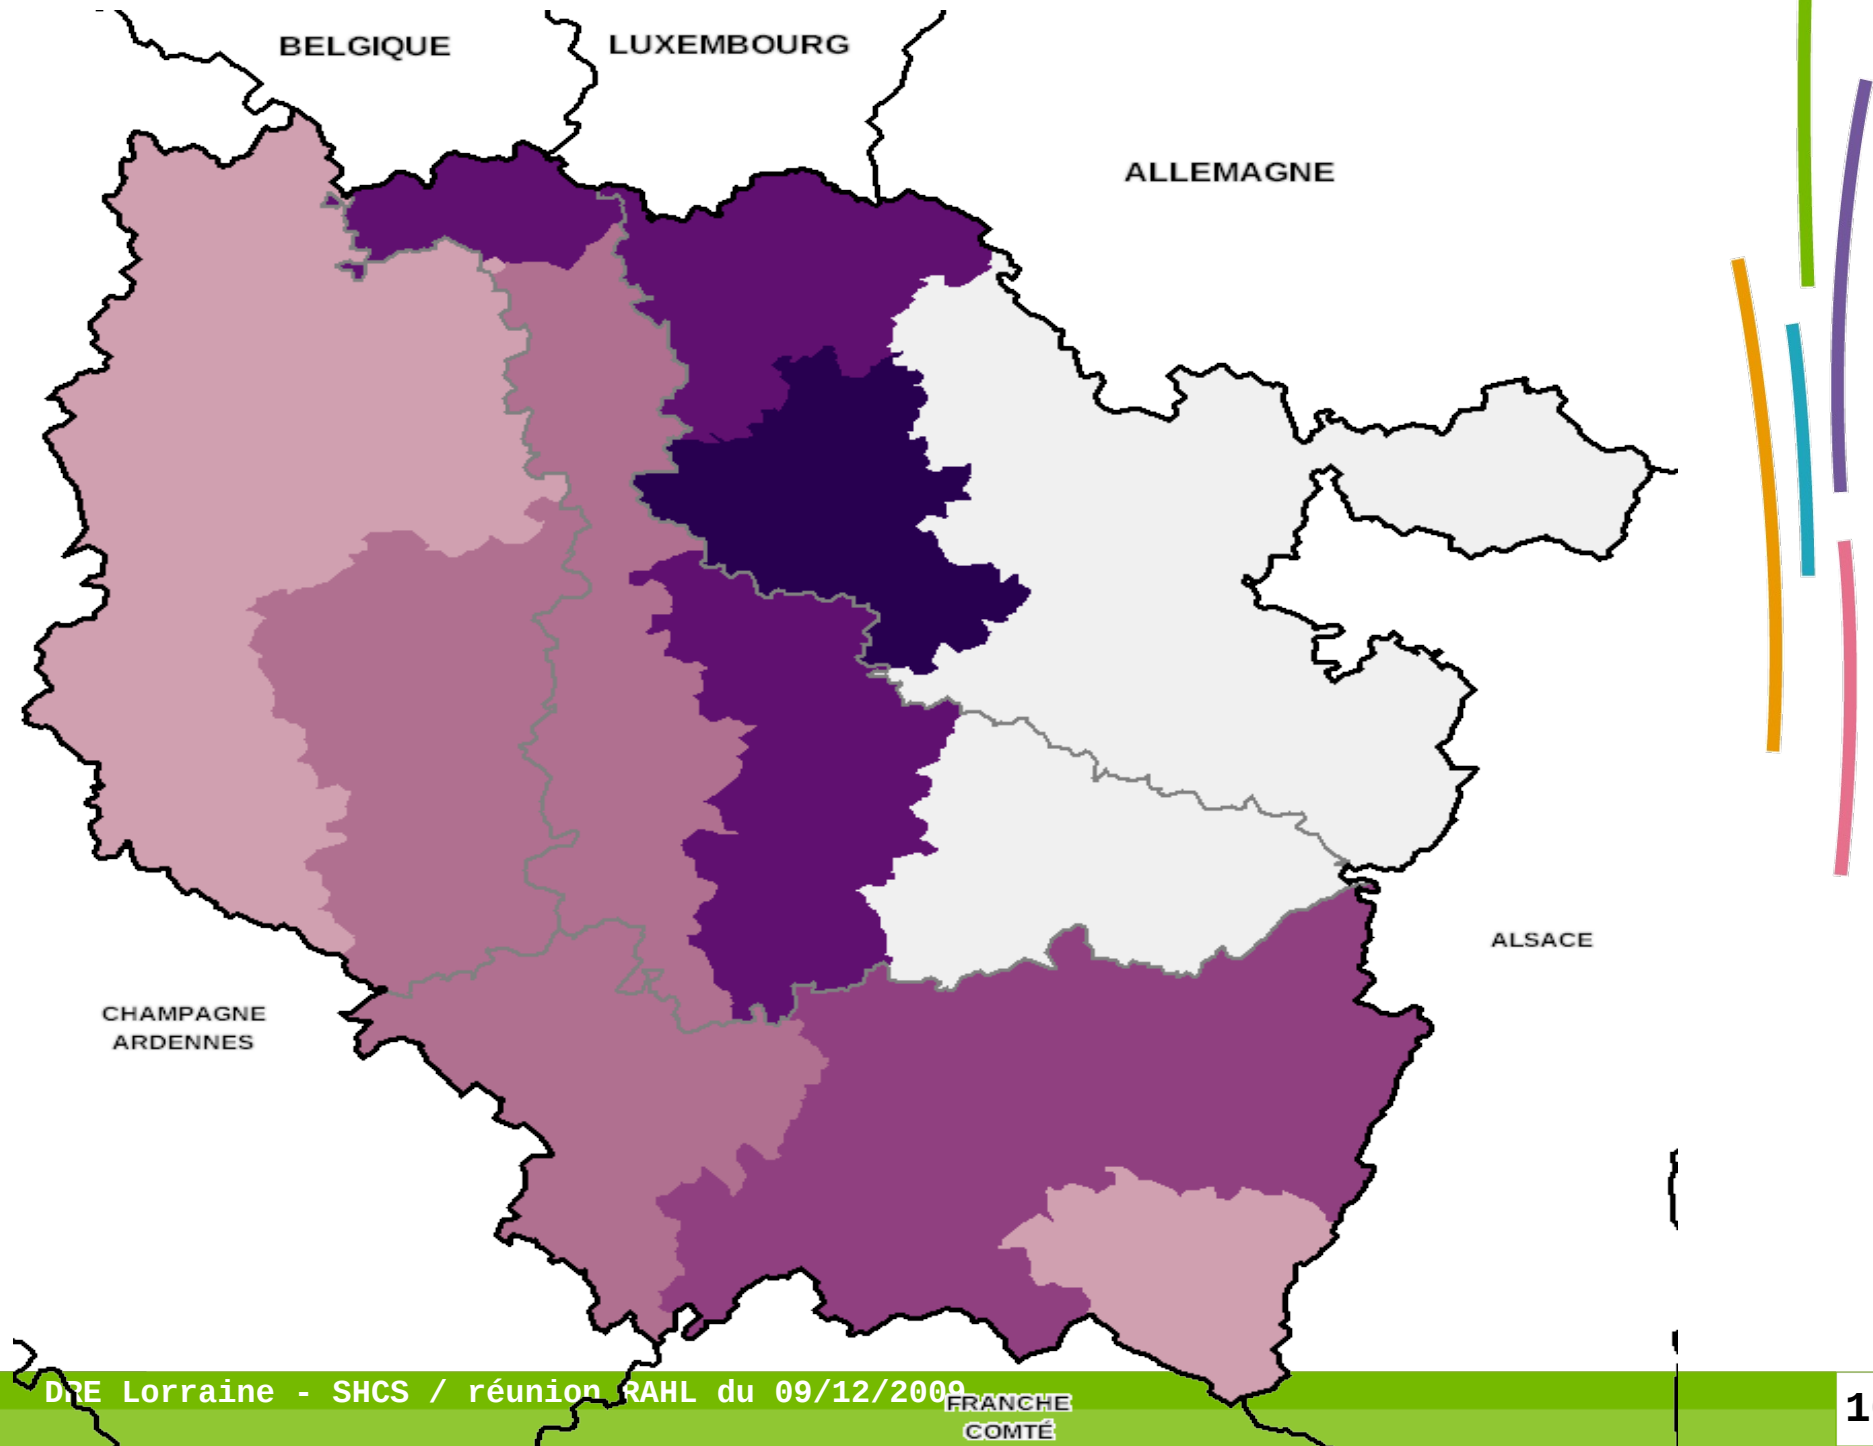 BELGIQUE
LUXEMBOURG
ALLEMAGNE
ALSACE
CHAMPAGNE
ARDENNES
DRE Lorraine - SHCS / réunion RAHL du 09/12/2009
FRANCHE
COMTÉ